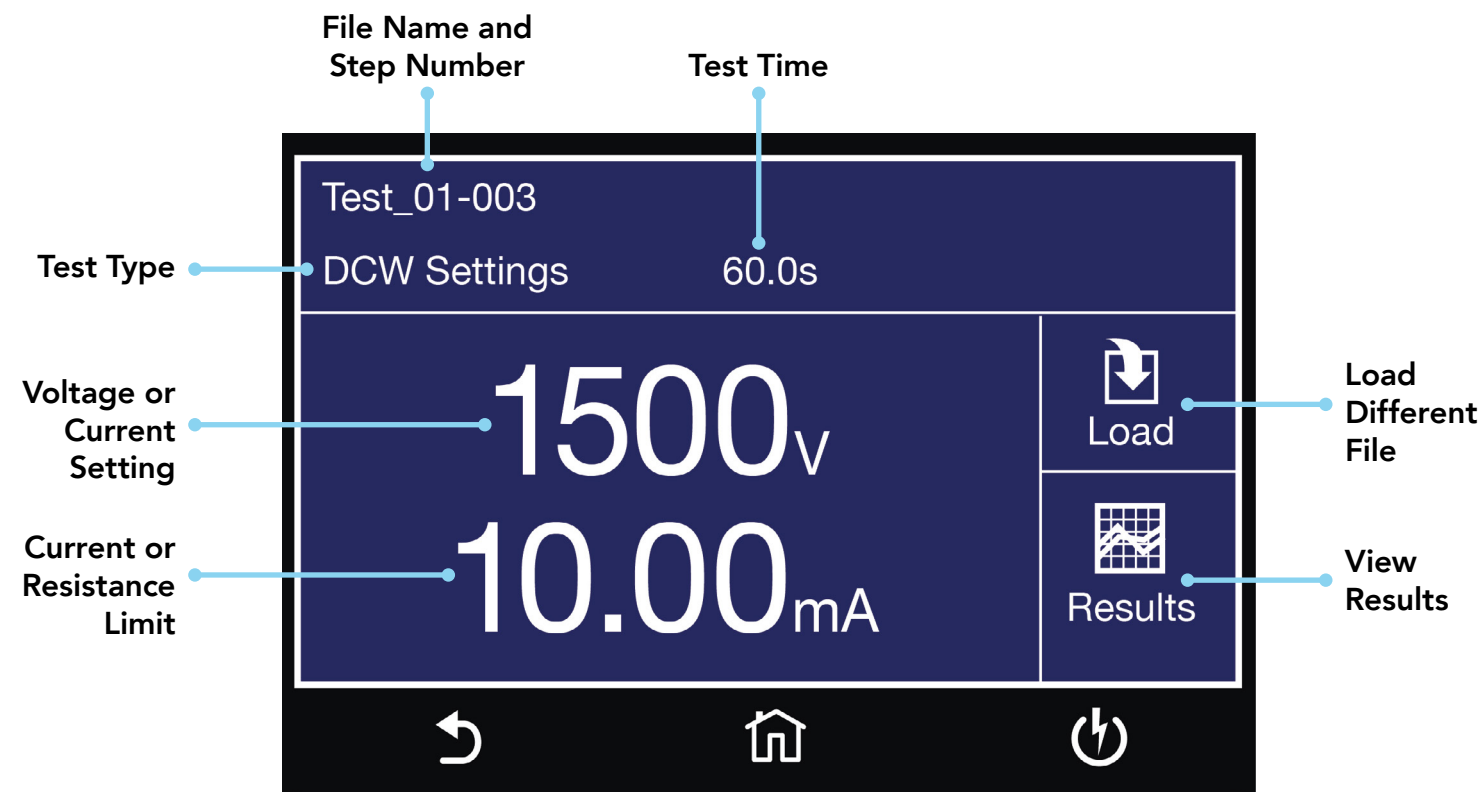 File Name and
Step Number
Test Time
Test_01-003
Test Type
DCW Settings
60.0s
Voltage or
Current
Setting
1500V
Load
Load
Different
File
Current or
Resistance
Limit
10.00mA
Results
View
Results